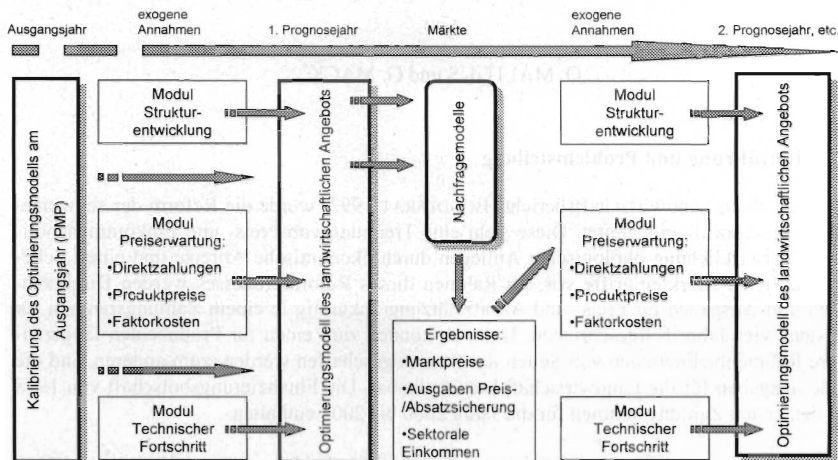 Ausgangsjahr
exogene
Annahmen
1. Prognosejahr
Märkte
exogene
Annahmen
2. Prognosejahr, etc.
Kalibrierung des Optimierungsmodells am
Ausgangsjahr (PMP)
Modul
Struktur-
entwicklung
Modul
Preiserwartung:
•Direktzahlungen
•Produktpreise
•Faktorkosten
Modul
Technischer
Fortschritt
Optimierungsmodell des landwirtschaftlichen Angebots
Nachfragemodelle
Ergebnisse:
•Marktpreise
•Ausgaben Preis-
/Absatzsicherung
•Sektorale
Einkommen
Modul
Struktur-
entwicklung
Modul
Preiserwartung:
•Direktzahlungen
•Produktpreise
•Faktorkosten
Modul
Technischer
Fortschritt
Optimierungsmodell des landwirtschaftlichen Angebots